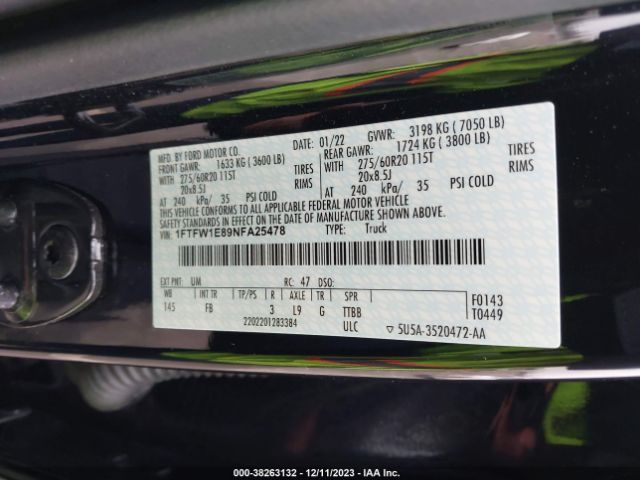 MFD. BY FORD MOTOR CO. 01/22 GVWR: 3198 KG ( 7050 LB)
FRONT GAWR: 1633 KG ( 3600 LB) REAR GAWR: 1724 KG ( 3800 LB)
WITH 275/60R20 115T TIRES WITH 275/60R20 115T TIRES
20x8.5J RIMS 20x8.5J RIMS
AT 240 kPa/ 35 PSI COLD AT 240 kPa/ 35 PSI COLD
THIS VEHICLE CONFORMS TO ALL APPLICABLE FEDERAL MOTOR VEHICLE
SAFETY STANDARDS IN EFFECT ON THE DATE OF MANUFACTURE SHOWN ABOVE.
VIN: 1FTFW1E89NFA25478 TYPE: Truck
EXT PNT: UM RC: 47 DSO:
WB INT TR TP/PS R AXLE TR SPR F0143
145 FB 3 L9 G TTBB T0449
2202201283384 ULC ▽ 5U5A-3520472-AA
000-38263132 - 12/11/2023 - IAA Inc.